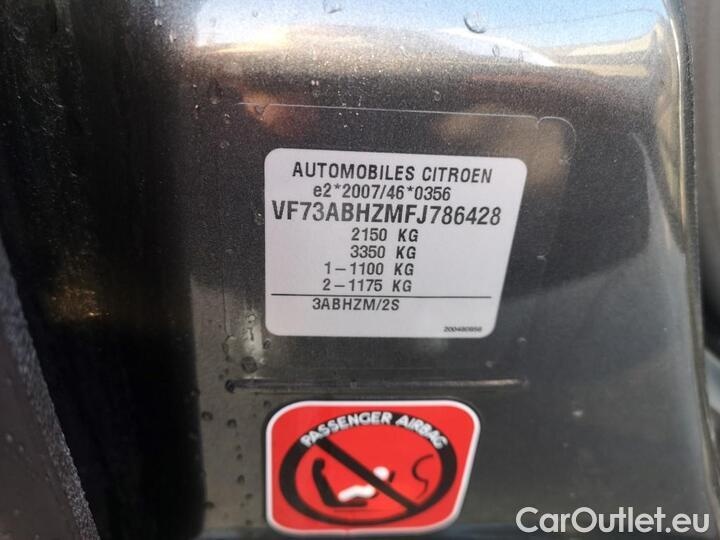 AUTOMOBILES CITROEN
e2*2007/46*0356
VF73ABHZMFJ786428
2150 KG
3350 KG
1-1100 KG
2-1175 KG
3ABHZM/2S
PASSENGER AIRBAG
CarOutlet.eu